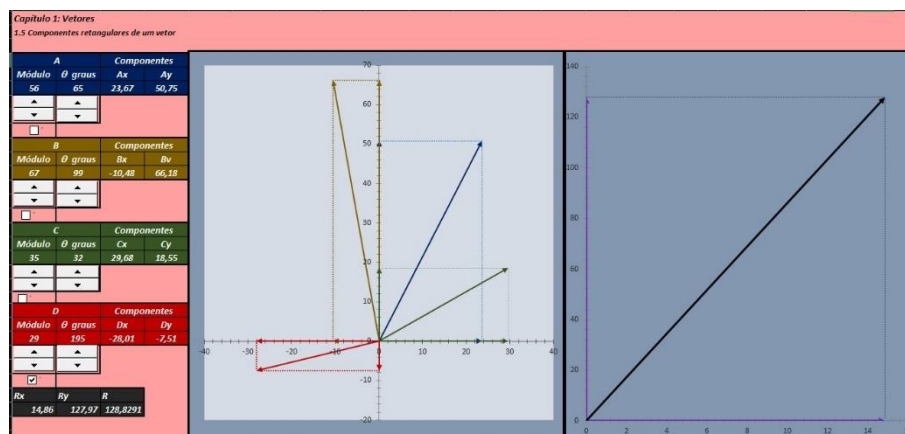 Capítulo 1: Vetores
1.5 Componentes retangulares de um vetor
A Componentes
Módulo θ graus Ax Ay
56 65 23,67 50,75
B Componentes
Módulo θ graus Bx Bv
67 99 -10,48 66,18
C Componentes
Módulo θ graus Cx Cy
35 32 29,68 18,55
D Componentes
Módulo θ graus Dx Dy
29 195 -28,01 -7,51
Rx Ry R
14,86 127,97 128,8291
70
60
50
40
30
20
10
0
-40 -30 -20 -10 0 10 20 30 40
-10
-20
140
120
100
80
60
40
20
0
0 2 4 6 8 10 12 14